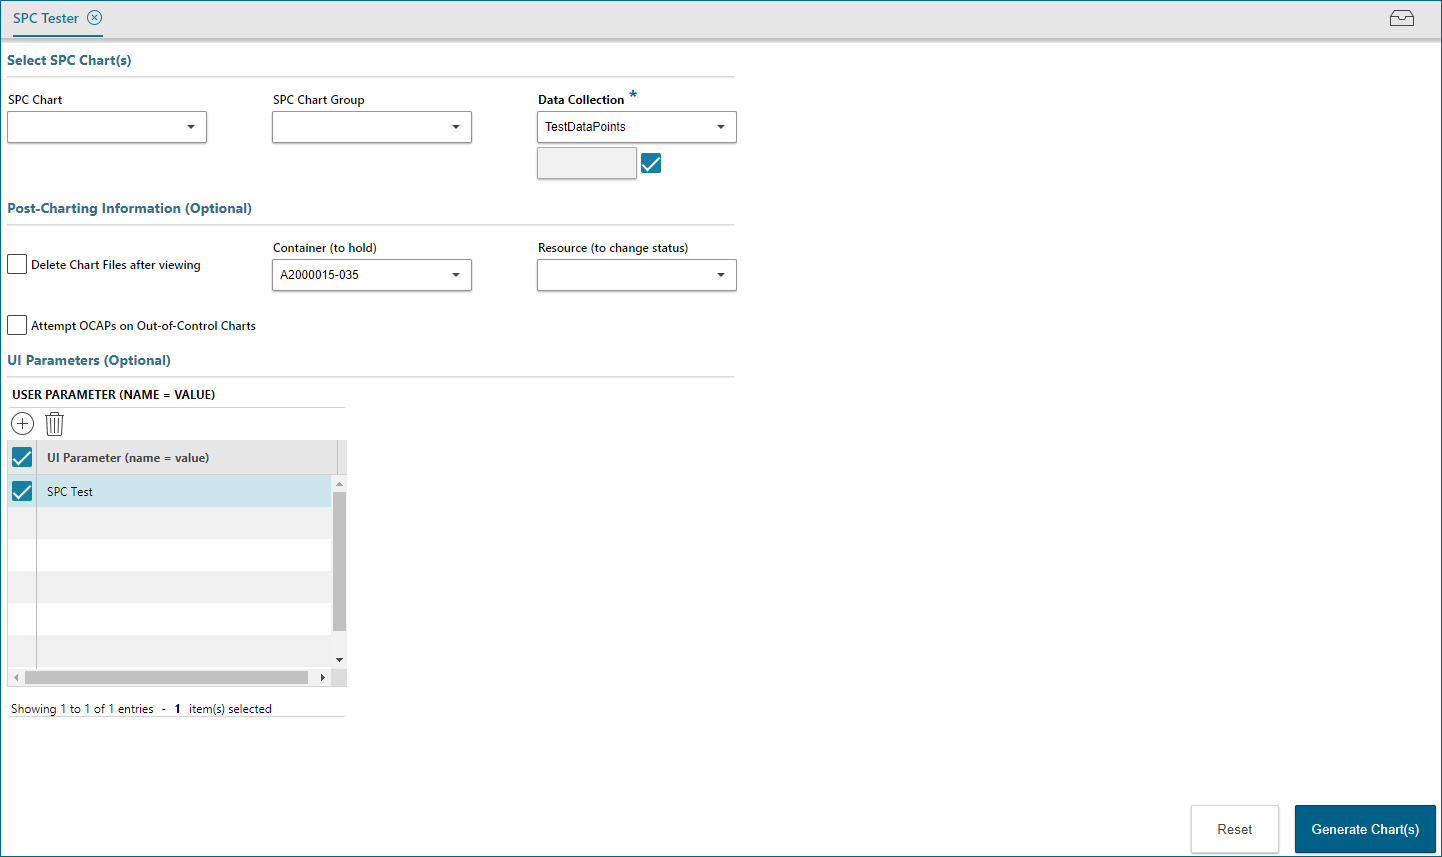 SPC Tester
Select SPC Chart(s)
SPC Chart SPC Chart Group Data Collection *
TestDataPoints
Post-Charting Information (Optional)
Container (to hold) Resource (to change status)
Delete Chart Files after viewing
A2000015-035
Attempt OCAPs on Out-of-Control Charts
UI Parameters (Optional)
USER PARAMETER (NAME = VALUE)
UI Parameter (name = value)
SPC Test
Showing 1 to 1 of 1 entries - 1 item(s) selected
Reset Generate Chart(s)